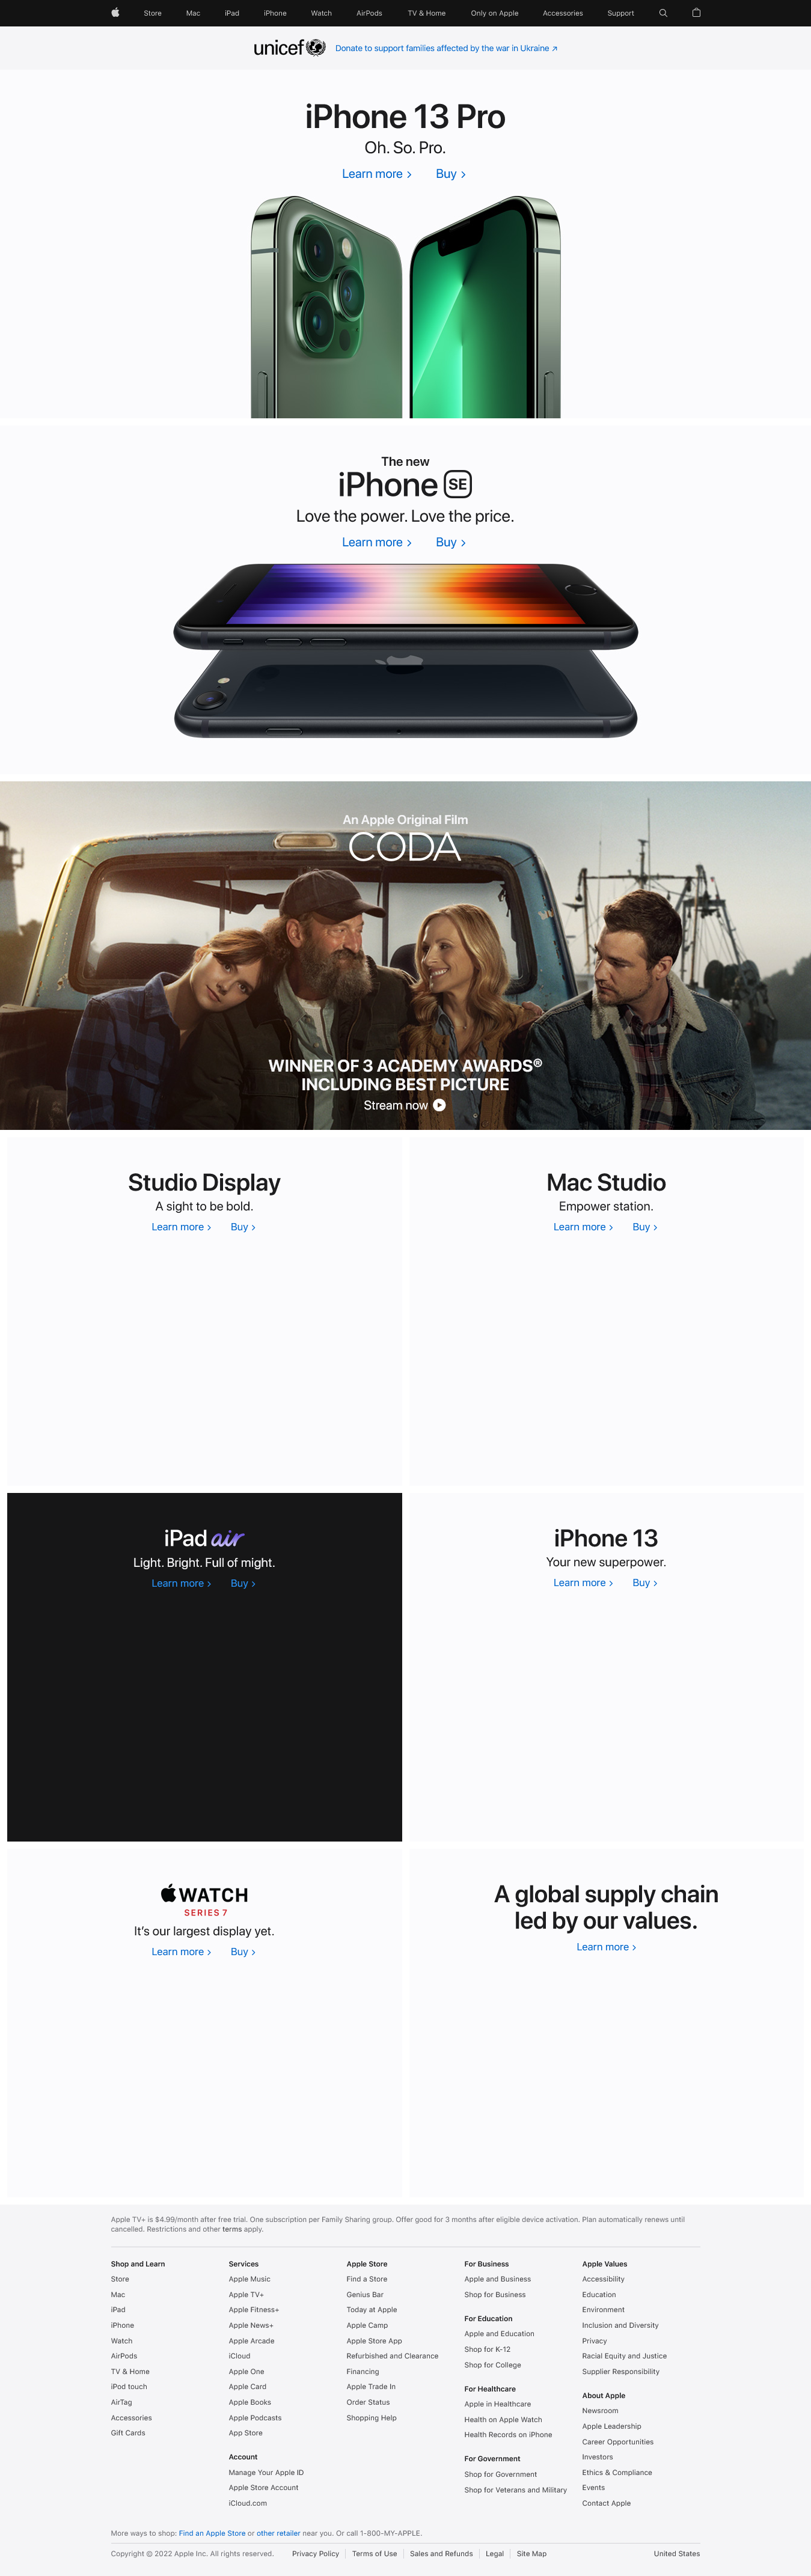 Store Mac iPad iPhone Watch AirPods TV & Home Only on Apple Accessories Support
unicef Donate to support families affected by the war in Ukraine ↗
iPhone 13 Pro
Oh. So. Pro.
Learn more > Buy >
The new
iPhone SE
Love the power. Love the price.
Learn more > Buy >
An Apple Original Film
CODA
WINNER OF 3 ACADEMY AWARDS®
INCLUDING BEST PICTURE
Stream now
Studio Display
A sight to be bold.
Learn more > Buy >
Mac Studio
Empower station.
Learn more > Buy >
iPad air
Light. Bright. Full of might.
Learn more > Buy >
iPhone 13
Your new superpower.
Learn more > Buy >
WATCH
SERIES 7
It's our largest display yet.
Learn more > Buy >
A global supply chain
led by our values.
Learn more >
Apple TV+ is $4.99/month after free trial. One subscription per Family Sharing group. Offer good for 3 months after eligible device activation. Plan automatically renews until
cancelled. Restrictions and other terms apply.
Shop and Learn
Store
Mac
iPad
iPhone
Watch
AirPods
TV & Home
iPod touch
AirTag
Accessories
Gift Cards
Services
Apple Music
Apple TV+
Apple Fitness+
Apple News+
Apple Arcade
iCloud
Apple One
Apple Card
Apple Books
Apple Podcasts
App Store
Account
Manage Your Apple ID
Apple Store Account
iCloud.com
Apple Store
Find a Store
Genius Bar
Today at Apple
Apple Camp
Apple Store App
Refurbished and Clearance
Financing
Apple Trade In
Order Status
Shopping Help
For Business
Apple and Business
Shop for Business
For Education
Apple and Education
Shop for K-12
Shop for College
For Healthcare
Apple in Healthcare
Health on Apple Watch
Health Records on iPhone
For Government
Shop for Government
Shop for Veterans and Military
Apple Values
Accessibility
Education
Environment
Inclusion and Diversity
Privacy
Racial Equity and Justice
Supplier Responsibility
About Apple
Newsroom
Apple Leadership
Career Opportunities
Investors
Ethics & Compliance
Events
Contact Apple
More ways to shop: Find an Apple Store or other retailer near you. Or call 1-800-MY-APPLE.
Copyright © 2022 Apple Inc. All rights reserved. Privacy Policy | Terms of Use | Sales and Refunds | Legal | Site Map United States